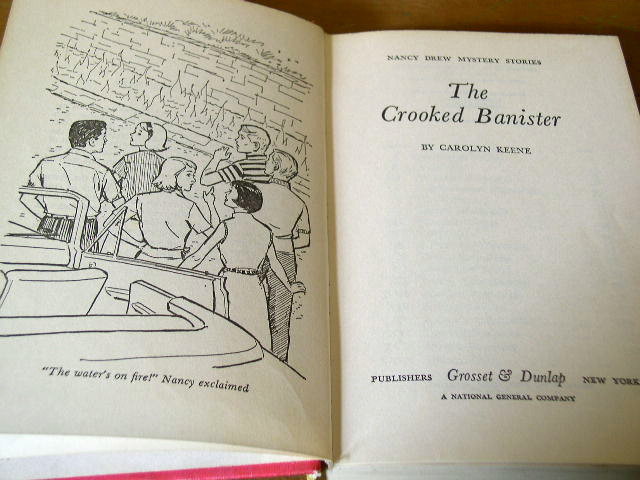 "The water's on fire!" Nancy exclaimed
NANCY DREW MYSTERY STORIES
The
Crooked Banister
BY CAROLYN KEENE
PUBLISHERS Grosset & Dunlap NEW YORK
A NATIONAL GENERAL COMPANY